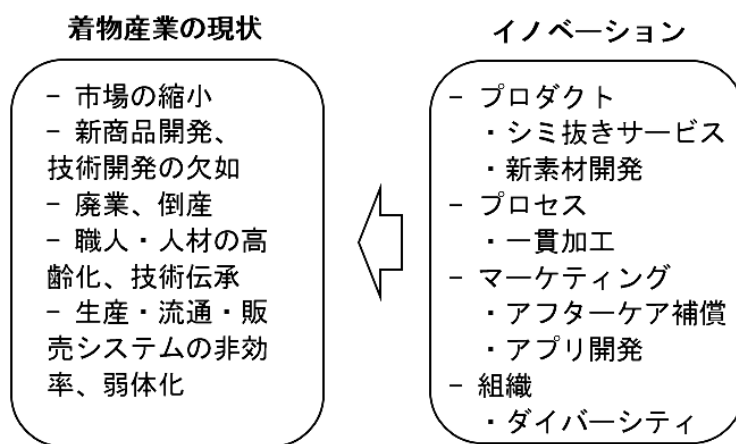 着物産業の現状
− 市場の縮小
− 新商品開発、
技術開発の欠如
− 廃業、倒産
− 職人・人材の高
齢化、技術伝承
− 生産・流通・販
売システムの非効
率、弱体化
イノベーション
− プロダクト
・シミ抜きサービス
・新素材開発
− プロセス
・一貫加工
− マーケティング
・アフターケア補償
・アプリ開発
− 組織
・ダイバーシティ